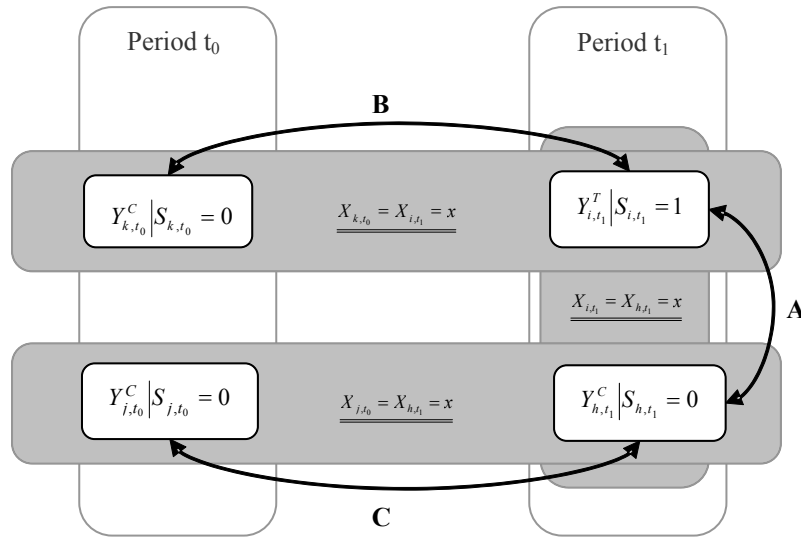 Period t₀ Period t₁
B
Y^C_{k,t₀}|S_{k,t₀} = 0 X_{k,t₀} = X_{i,t₁} = x Y^T_{i,t₁}|S_{i,t₁} = 1
X_{i,t₁} = X_{h,t₁} = x A
Y^C_{j,t₀}|S_{j,t₀} = 0 X_{j,t₀} = X_{h,t₁} = x Y^C_{h,t₁}|S_{h,t₁} = 0
C